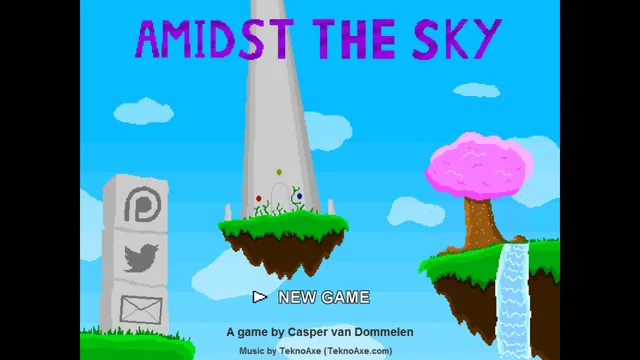 AMIDST THE SKY
NEW GAME
A game by Casper van Dommelen
Music by TeknoAxe (TeknoAxe.com)